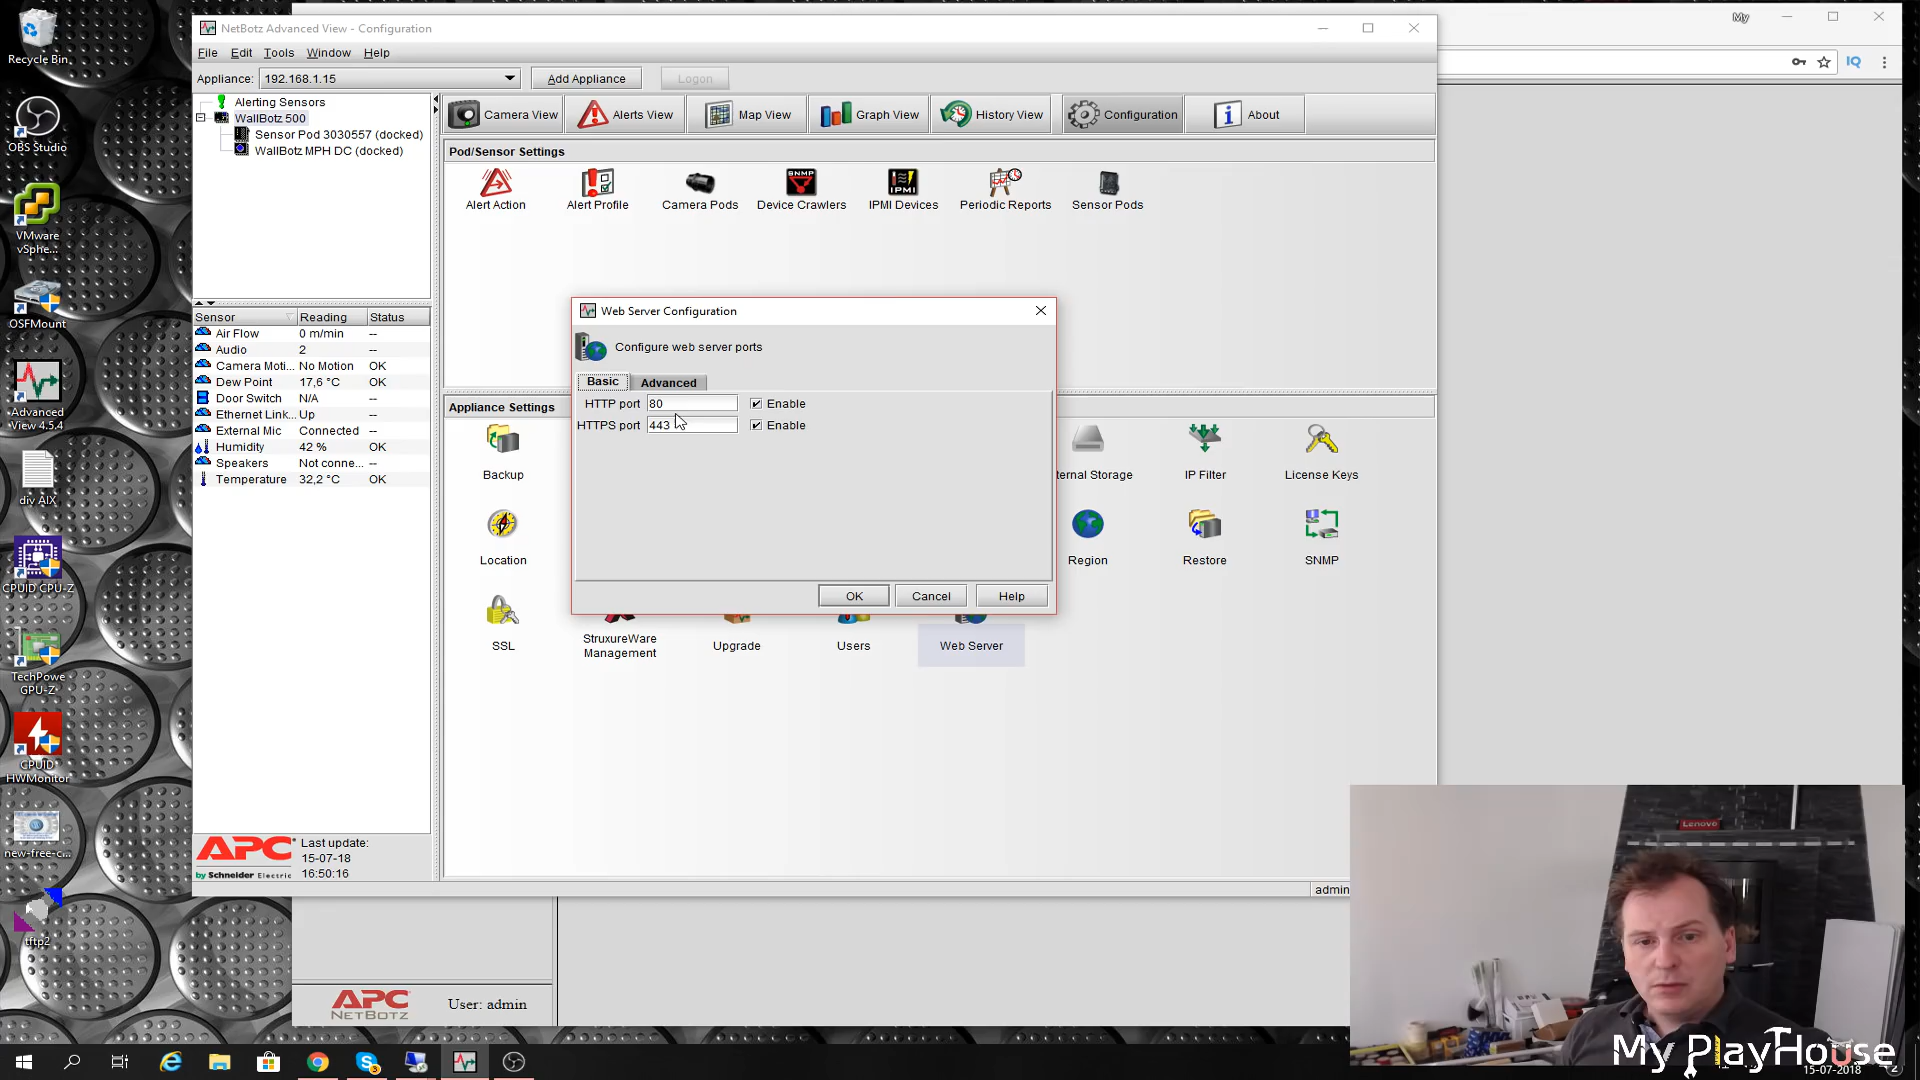 Recycle Bin
OBS Studio
VMware
vSphe...
OSFMount
Advanced
View 4.5.4
div AIX
CPUID CPU-Z
TechPowe
GPU-Z
CPUID
HWMonitor
new-free-c...
tftp2
NetBotz Advanced View - Configuration
My
File Edit Tools Window Help
Appliance: 192.168.1.15 Add Appliance Logon
IQ
Alerting Sensors
WallBotz 500
Sensor Pod 3030557 (docked)
WallBotz MPH DC (docked)
Camera View Alerts View Map View Graph View History View Configuration About
Pod/Sensor Settings
SNMP
IPMI
Alert Action Alert Profile Camera Pods Device Crawlers IPMI Devices Periodic Reports Sensor Pods
Sensor Reading Status
Air Flow 0 m/min --
Audio 2 --
Camera Moti... No Motion OK
Dew Point 17,6 °C OK
Door Switch N/A --
Ethernet Link... Up OK
External Mic Connected --
Humidity 42 % OK
Speakers Not conne... --
Temperature 32,2 °C OK
Web Server Configuration
Configure web server ports
Basic Advanced
HTTP port 80 Enable
HTTPS port 443 Enable
OK Cancel Help
Appliance Settings
Backup ternal Storage IP Filter License Keys
Location Region Restore SNMP
SSL StruxureWare
Management Upgrade Users Web Server
APC
by Schneider Electric
Last update:
15-07-18
16:50:16
admin
APC
NETBOTZ
User: admin
Lenovo
My PlayHouse
15-07-2018